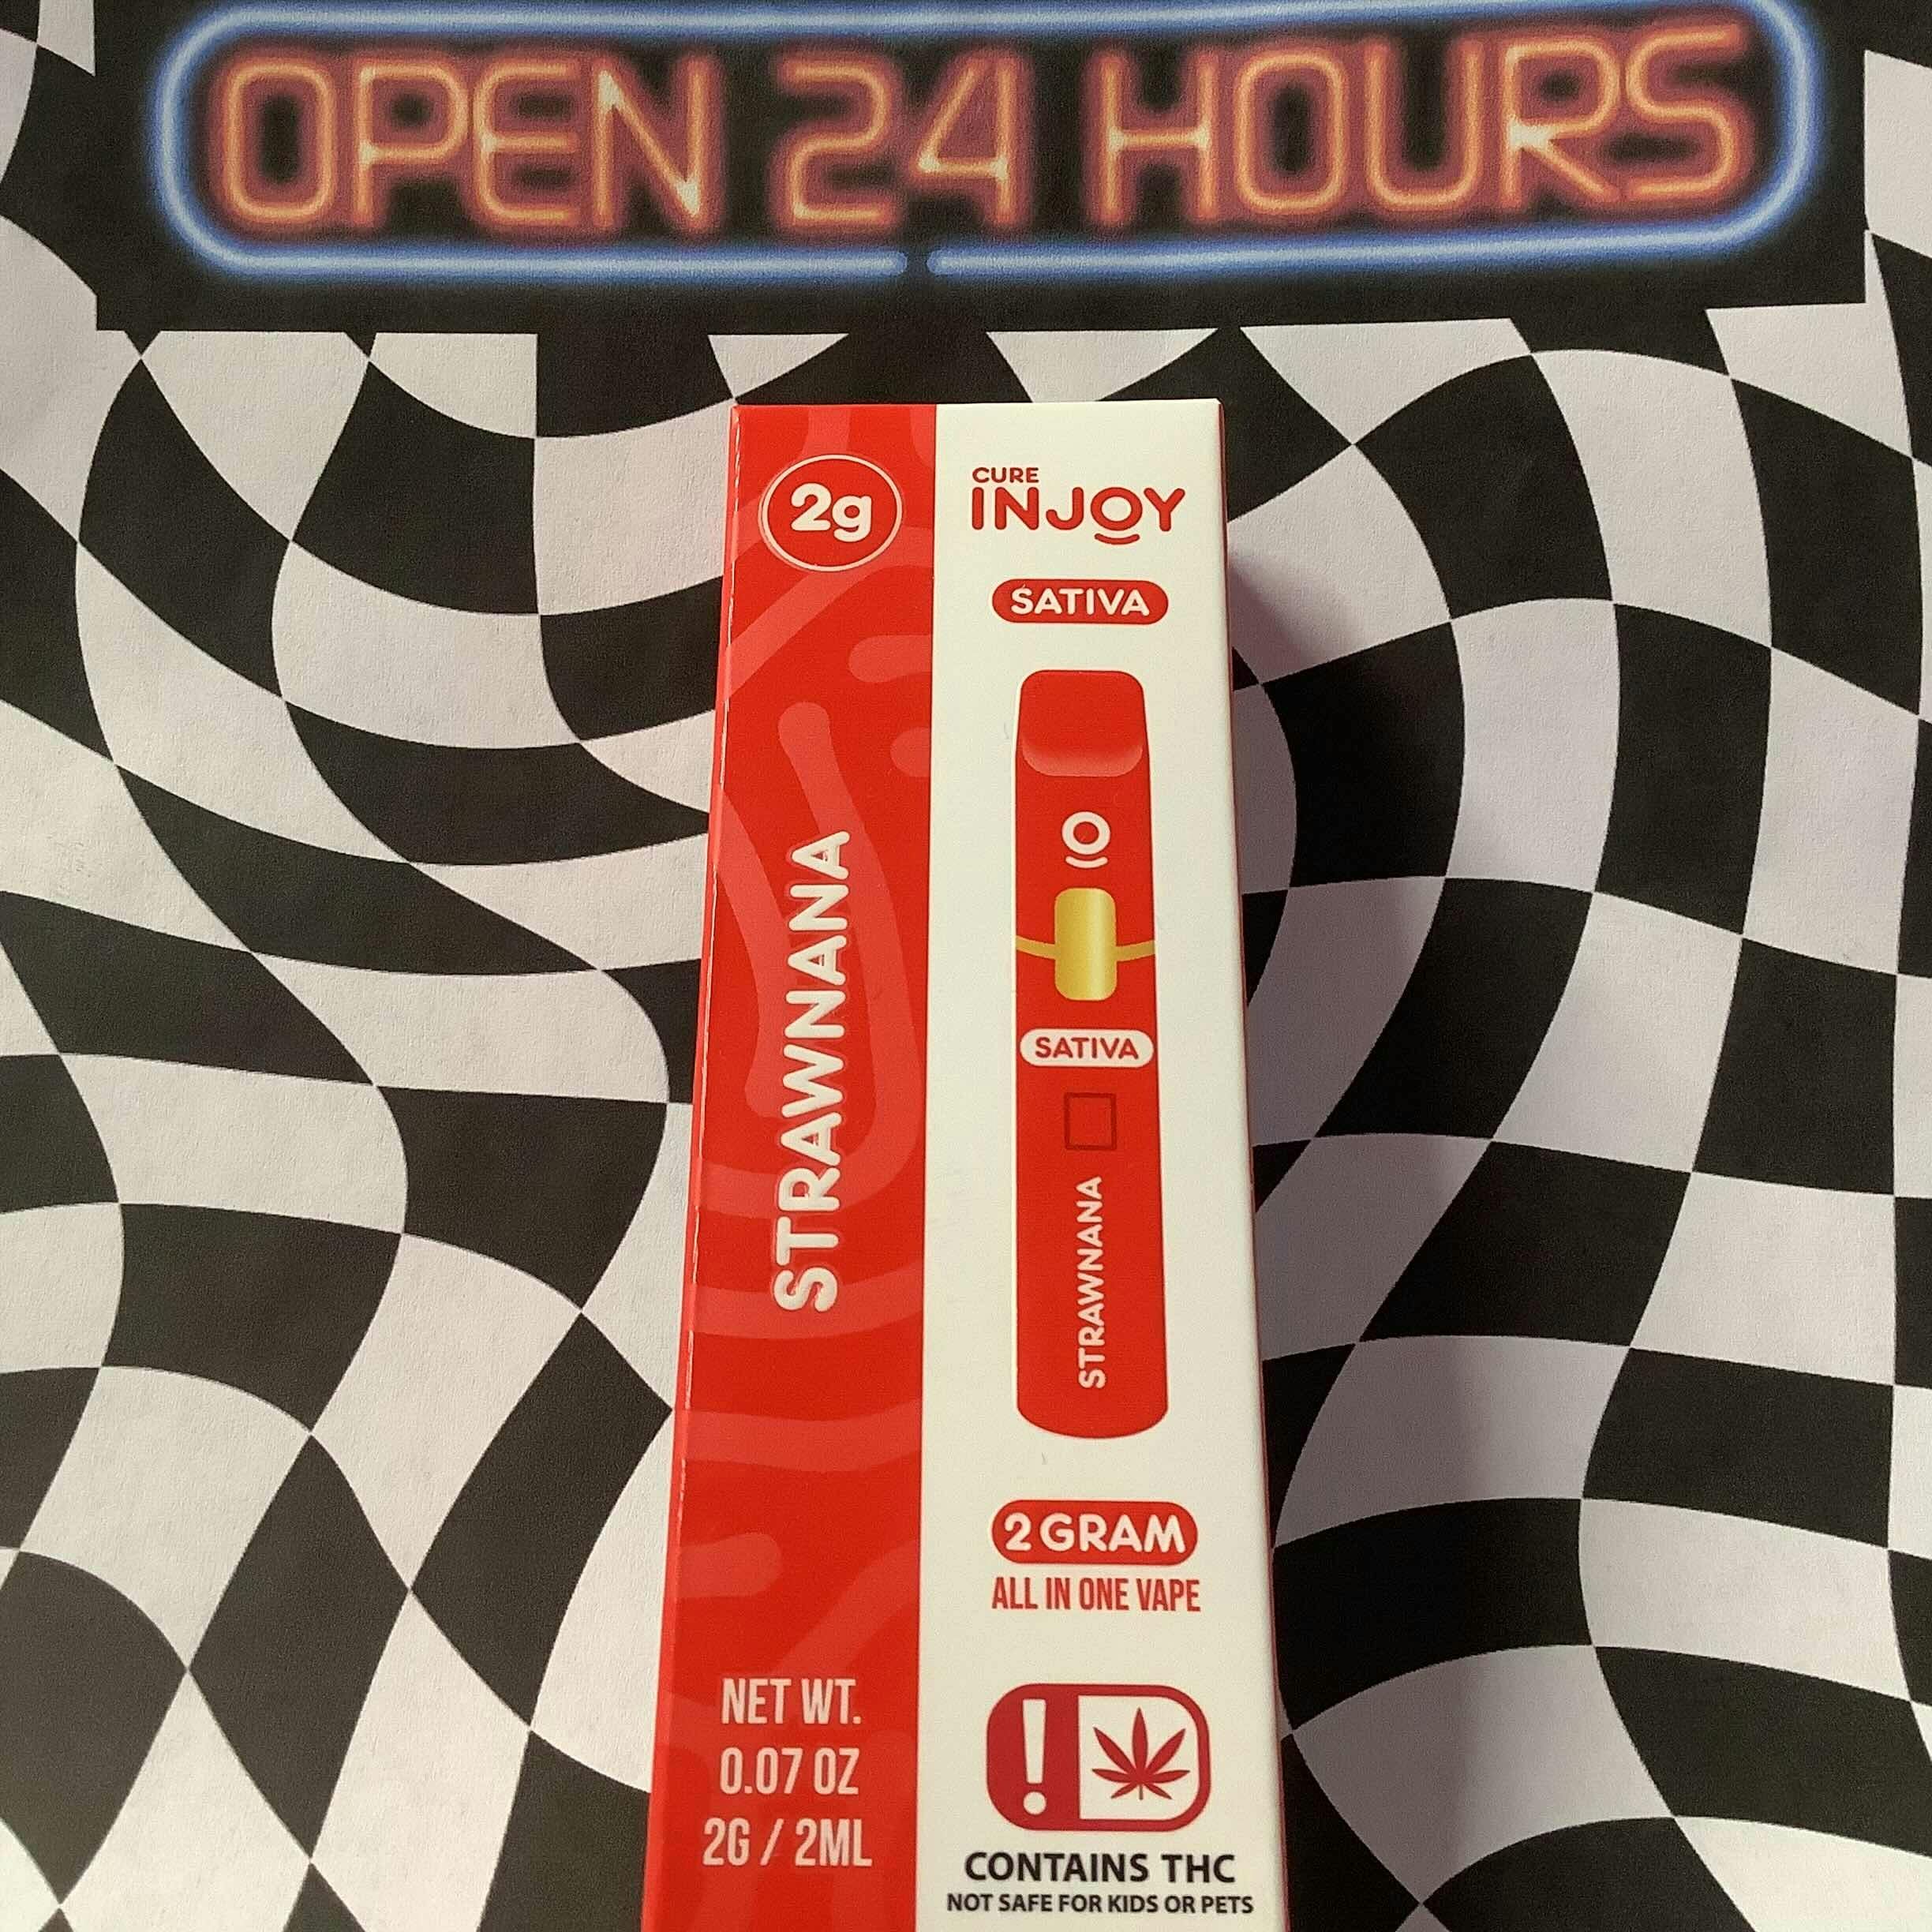 OPEN 24 HOURS
2g
STRAWNANA
NET WT.
0.07 OZ
2G / 2ML
CURE
INJOY
SATIVA
SATIVA
STRAWNANA
2 GRAM
ALL IN ONE VAPE
!
CONTAINS THC
NOT SAFE FOR KIDS OR PETS